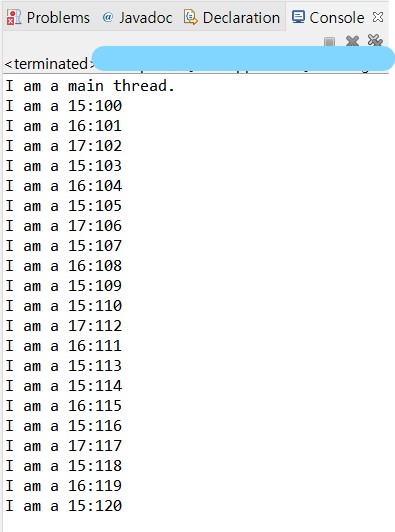 Problems @ Javadoc Declaration Console
<terminated>
I am a main thread.
I am a 15:100
I am a 16:101
I am a 17:102
I am a 15:103
I am a 16:104
I am a 15:105
I am a 17:106
I am a 15:107
I am a 16:108
I am a 15:109
I am a 15:110
I am a 17:112
I am a 16:111
I am a 15:113
I am a 15:114
I am a 16:115
I am a 15:116
I am a 17:117
I am a 15:118
I am a 16:119
I am a 15:120